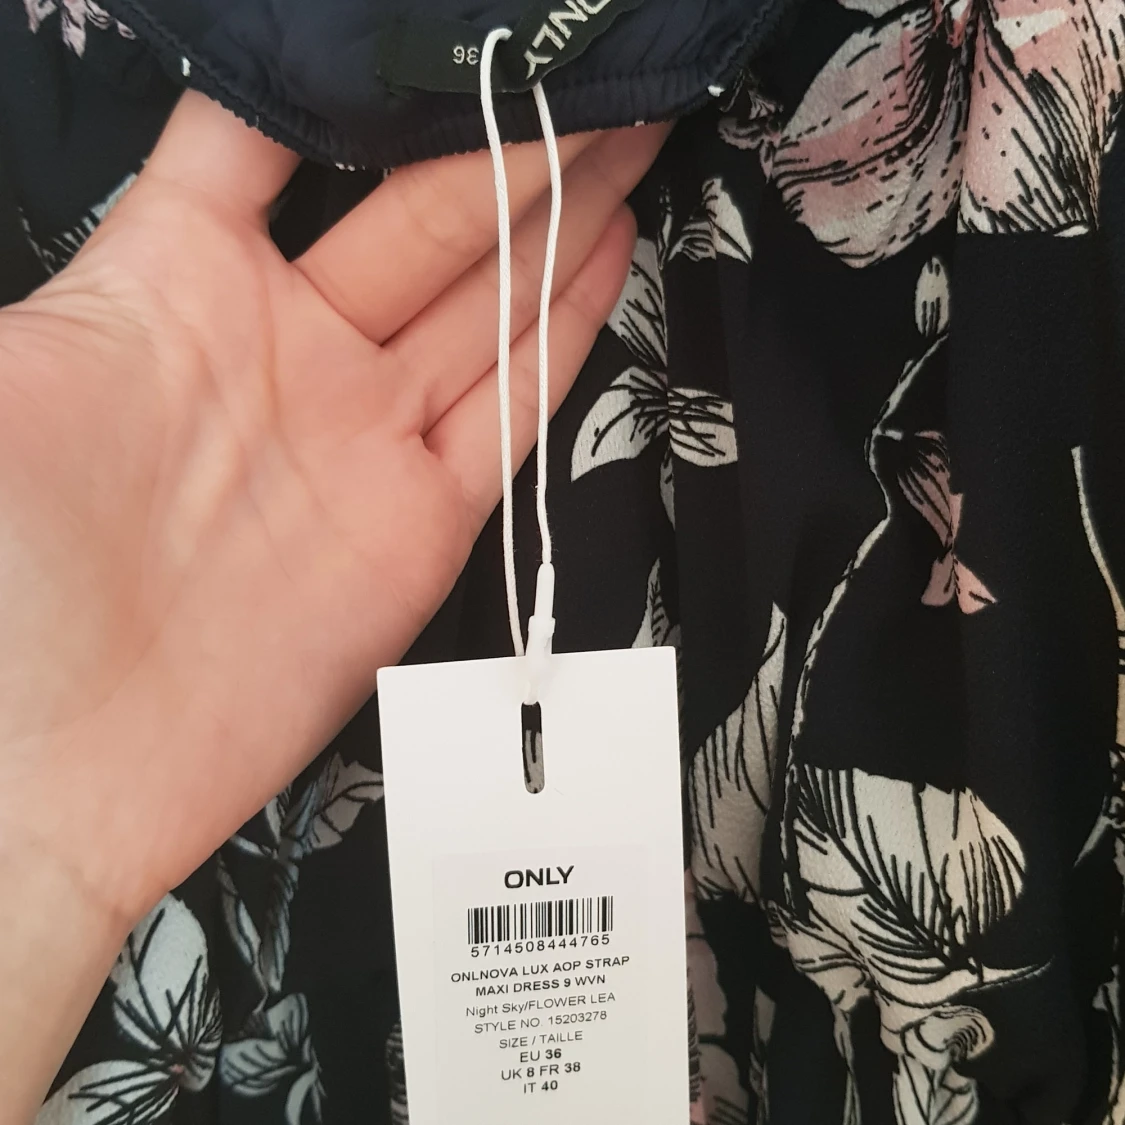 36
ONLY
ONLY
5714508444765
ONLNOVA LUX AOP STRAP
MAXI DRESS 9 WVN
Night Sky/FLOWER LEA
STYLE NO. 15203278
SIZE / TAILLE
EU 36
UK 8 FR 38
IT 40